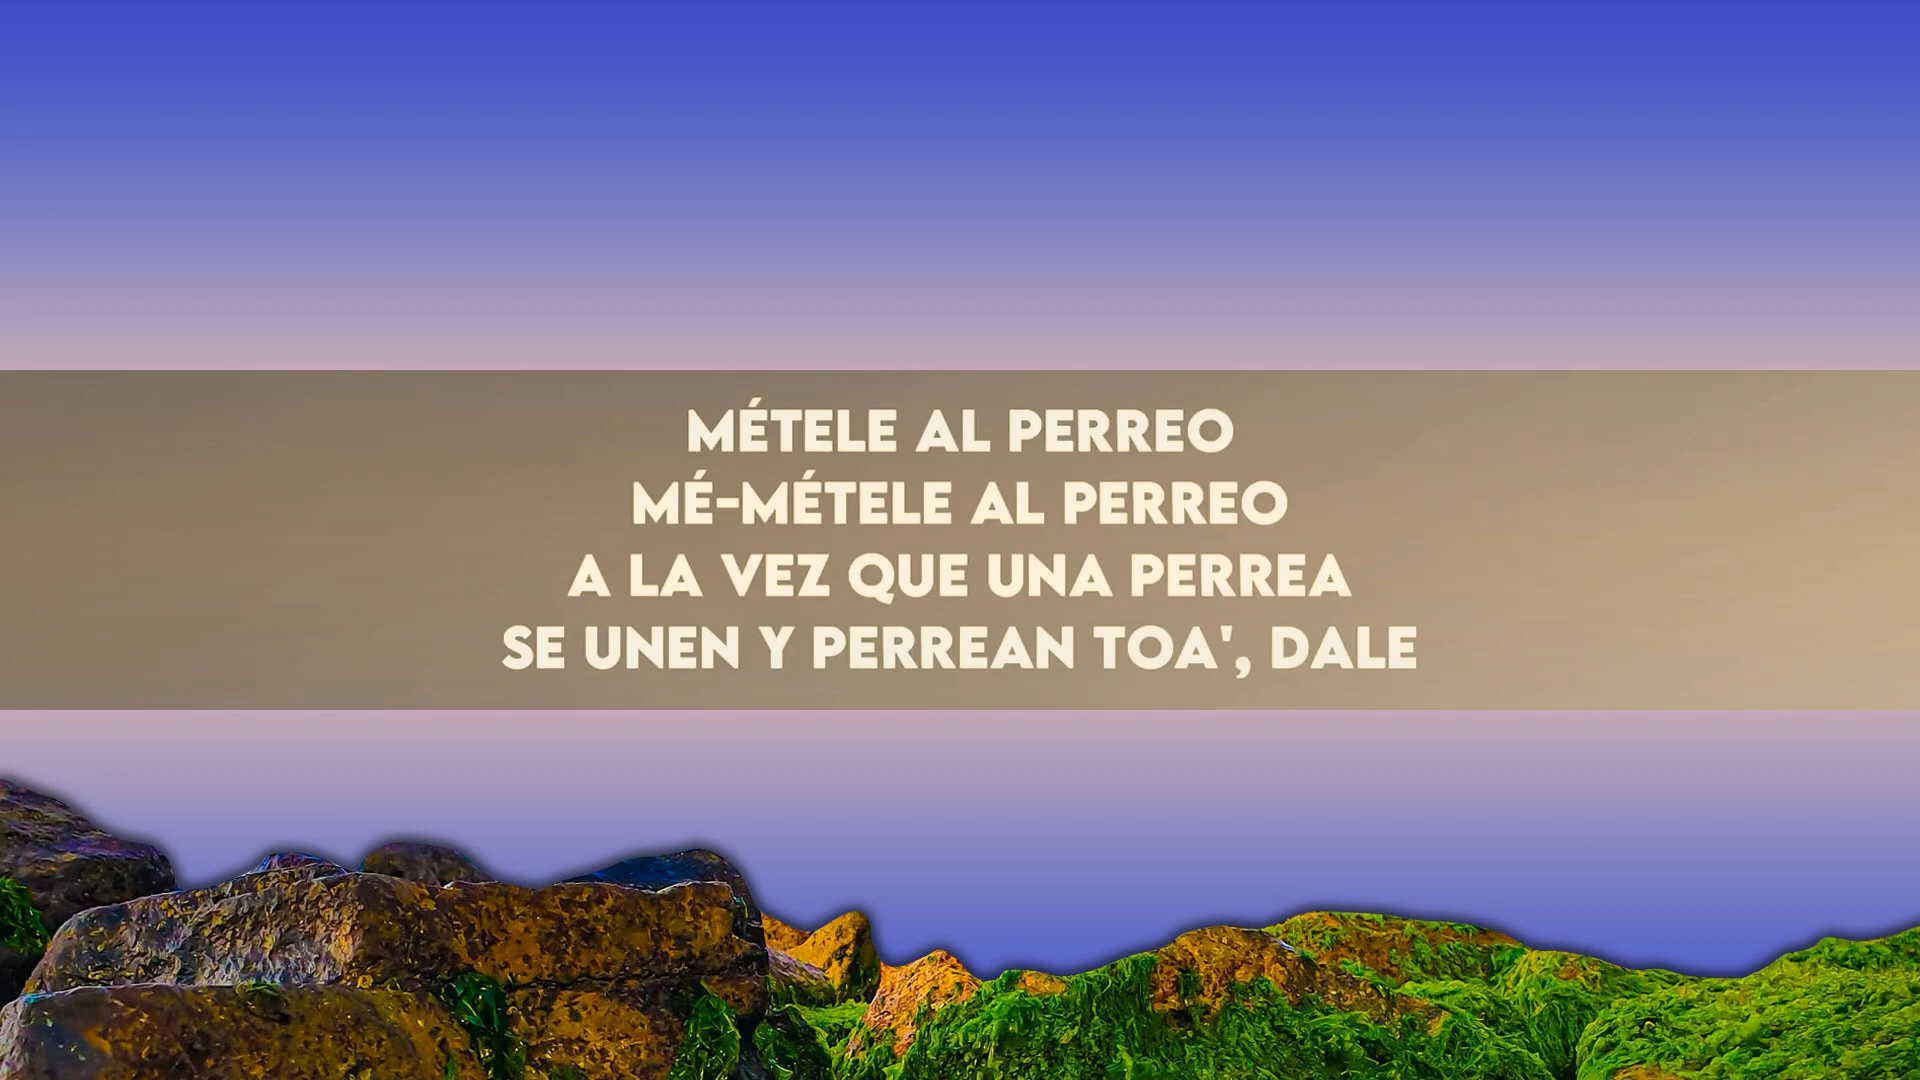 MÉTELE AL PERREO
MÉ-MÉTELE AL PERREO
A LA VEZ QUE UNA PERREA
SE UNEN Y PERREAN TOA', DALE